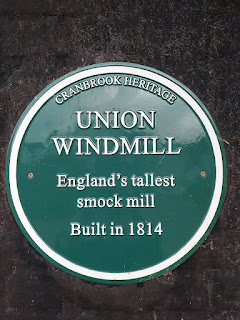 CRANBROOK HERITAGE
UNION
WINDMILL
England's tallest
smock mill
Built in 1814